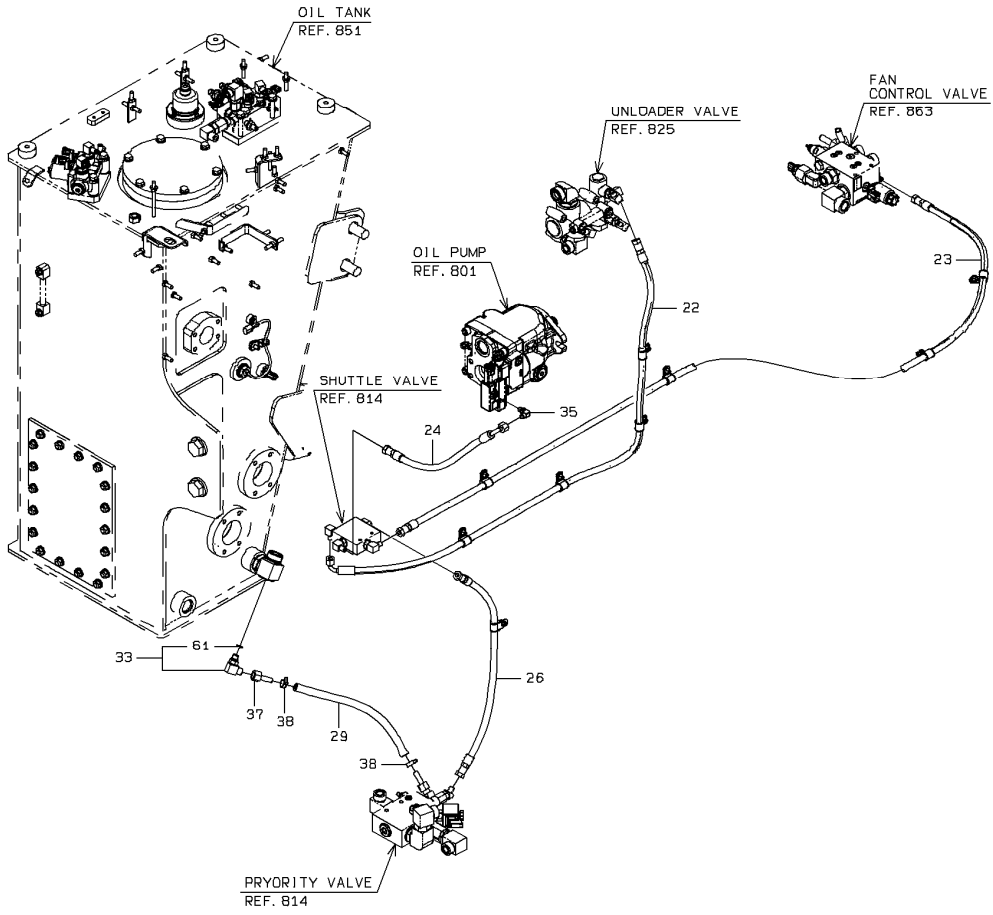 OIL TANK
REF. 851
FAN
CONTROL VALVE
REF. 863
UNLOADER VALVE
REF. 825
OIL PUMP
REF. 801
23
22
SHUTTLE VALVE
REF. 814
35
24
61
33
26
37
38
29
38
PRYORITY VALVE
REF. 814